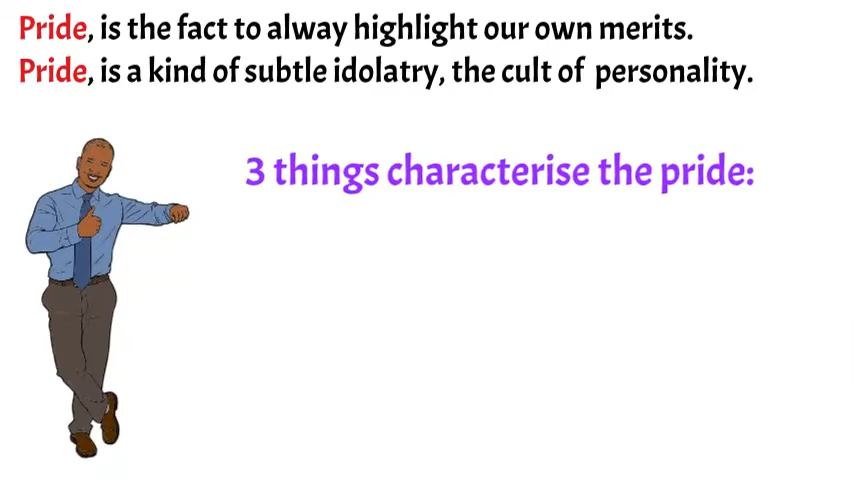 Pride, is the fact to alway highlight our own merits.
Pride, is a kind of subtle idolatry, the cult of personality.
3 things characterise the pride: